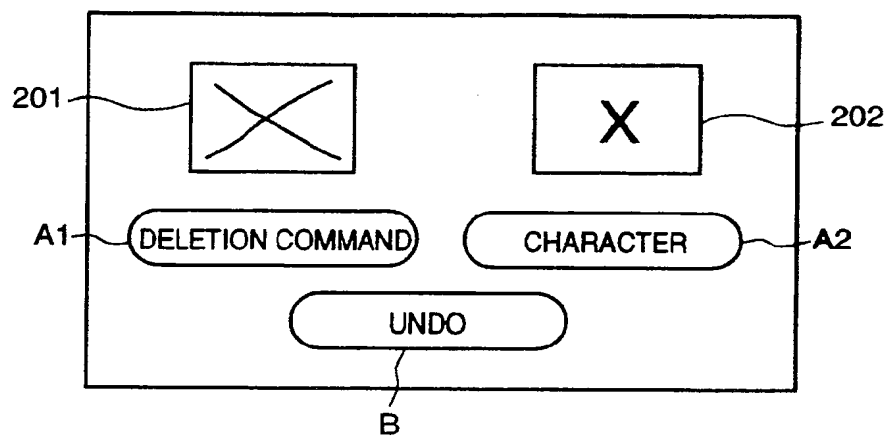 201
X
202
A1
DELETION COMMAND
CHARACTER
A2
UNDO
B